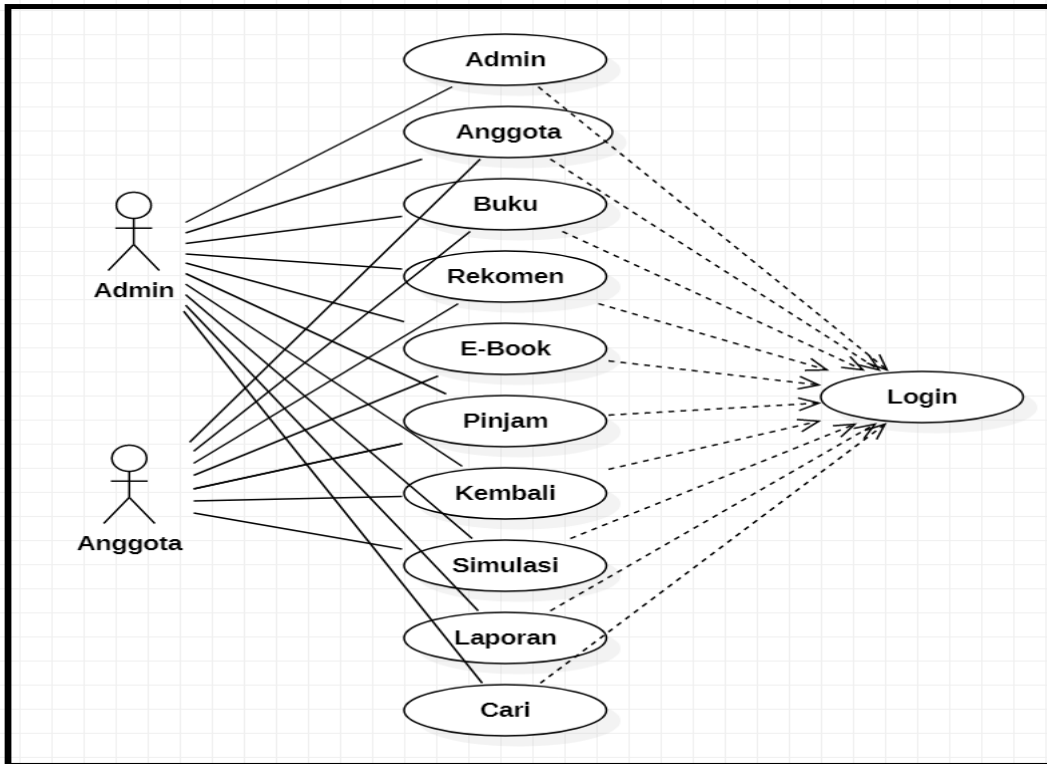 Admin
Anggota
Buku
Rekomen
E-Book
Pinjam
Kembali
Simulasi
Laporan
Cari
Admin
Anggota
Login